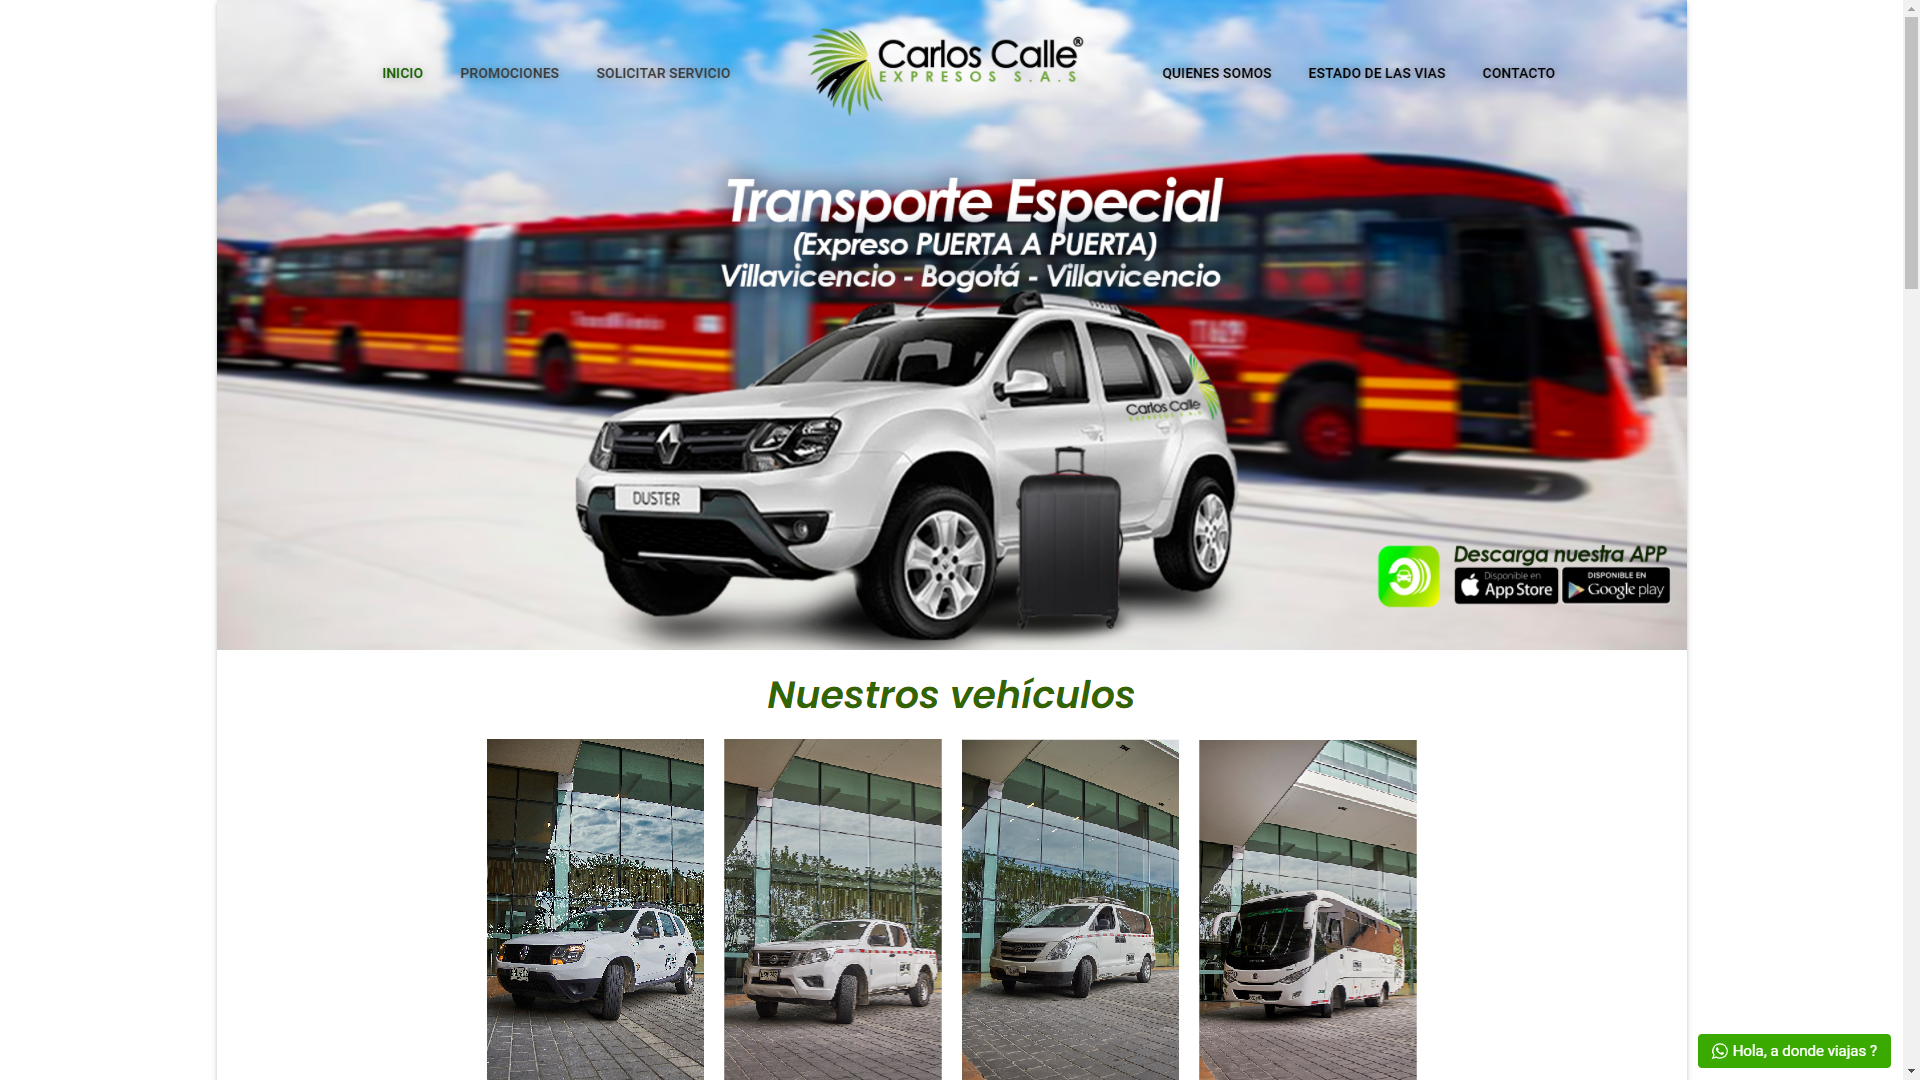 INICIO
PROMOCIONES
SOLICITAR SERVICIO
Carlos Calle®
EXPRESOS S.A.S
QUIENES SOMOS
ESTADO DE LAS VIAS
CONTACTO
Transporte Especial
(Expreso PUERTA A PUERTA)
Villavicencio - Bogotá - Villavicencio
Carlos Calle
EXPRESOS S.A.S
DUSTER
Descarga nuestra APP
Disponible en
App Store
DISPONIBLE EN
Google play
Nuestros vehículos
Hola, a donde viajas ?